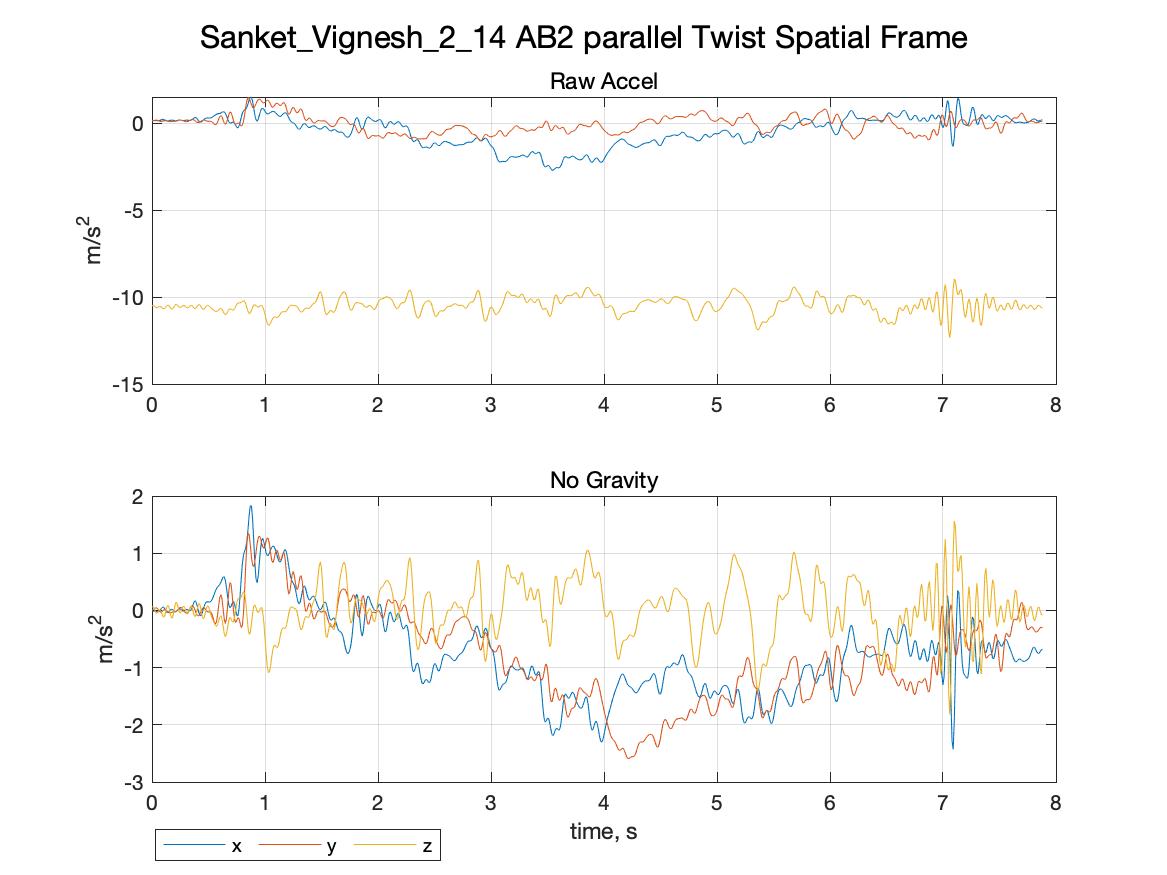 Sanket_Vignesh_2_14 AB2 parallel Twist Spatial Frame
Raw Accel
0
-5
-10
-15
m/s2
0 1 2 3 4 5 6 7 8
No Gravity
2
1
0
-1
-2
-3
m/s2
0 1 2 3 4 5 6 7 8
time, s
x y z